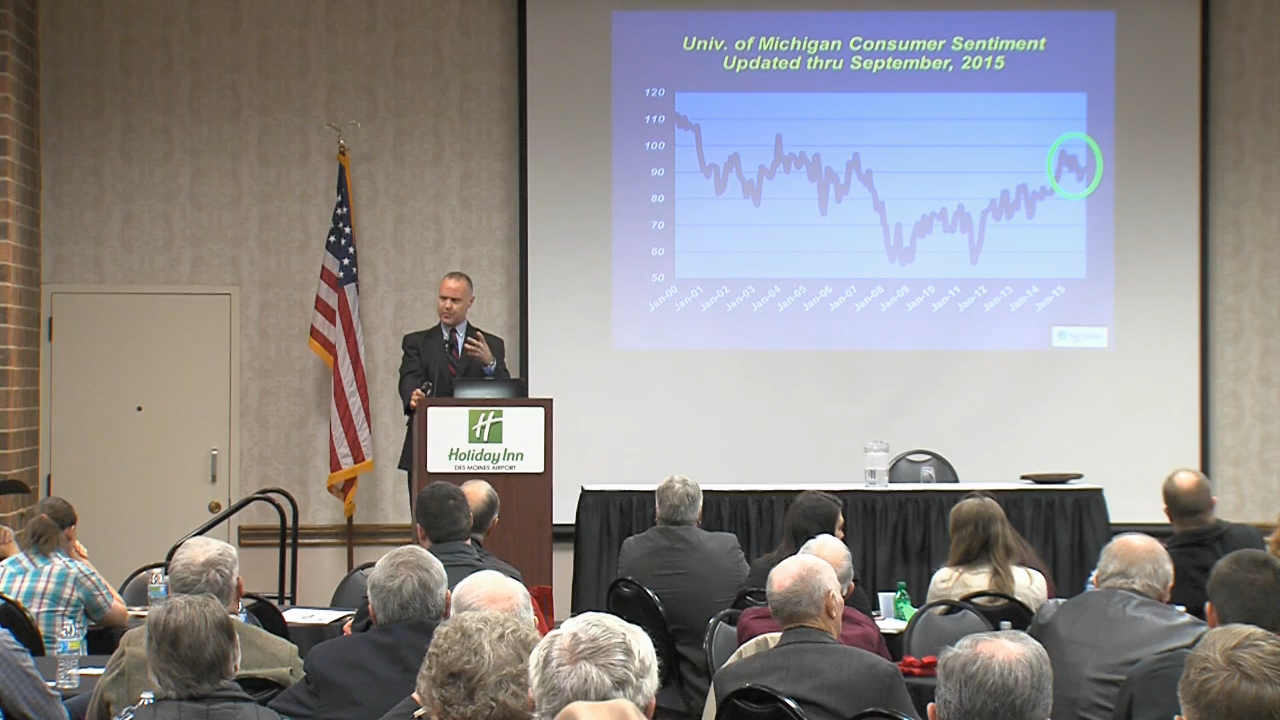 Univ. of Michigan Consumer Sentiment
Updated thru September, 2015
120
110
100
90
80
70
60
50
Jan-00
Jan-01
Jan-02
Jan-03
Jan-04
Jan-05
Jan-06
Jan-07
Jan-08
Jan-09
Jan-10
Jan-11
Jan-12
Jan-13
Jan-14
Jan-15
H
Holiday Inn
DES MOINES AIRPORT